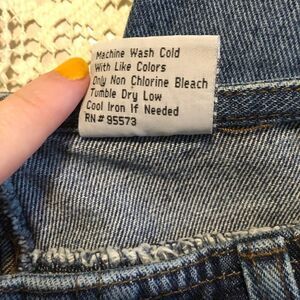 Machine Wash Cold
With Like Colors
Only Non Chlorine Bleach
Tumble Dry Low
Cool Iron If Needed
RN# 95573